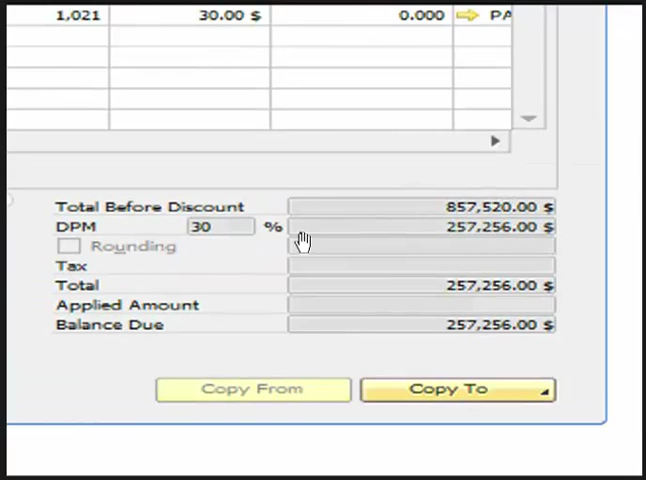 1,021 30.00 $ 0.000 PA
Total Before Discount 857,520.00 $
DPM 30 % 257,256.00 $
Rounding
Tax
Total 257,256.00 $
Applied Amount
Balance Due 257,256.00 $
Copy From Copy To